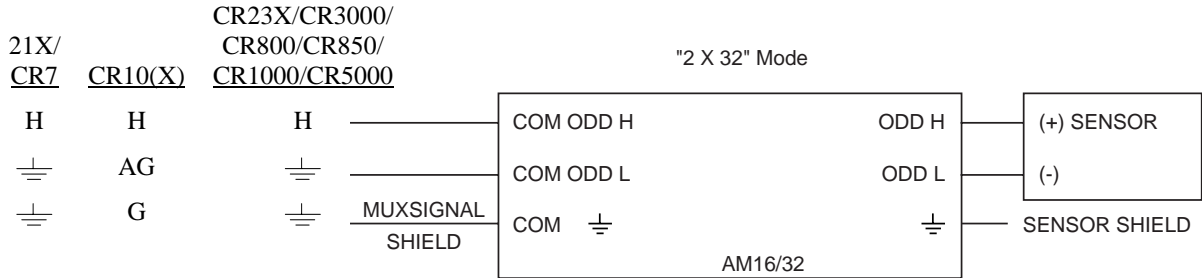 CR23X/CR3000/
21X/ CR800/CR850/
CR7 CR10(X) CR1000/CR5000
"2 X 32" Mode
H H H COM ODD H ODD H (+) SENSOR
AG COM ODD L ODD L (-)
G MUXSIGNAL COM SENSOR SHIELD
SHIELD
AM16/32